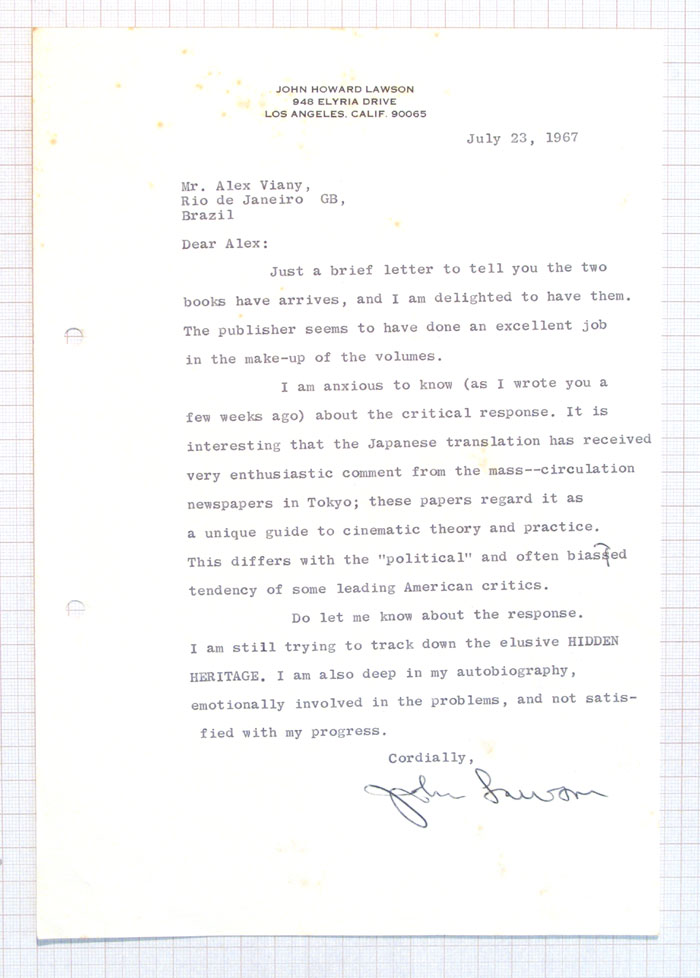 JOHN HOWARD LAWSON
948 ELYRIA DRIVE
LOS ANGELES, CALIF. 90065
July 23, 1967
Mr. Alex Viany,
Rio de Janeiro GB,
Brazil
Dear Alex:
Just a brief letter to tell you the two
books have arrives, and I am delighted to have them.
The publisher seems to have done an excellent job
in the make-up of the volumes.
I am anxious to know (as I wrote you a
few weeks ago) about the critical response. It is
interesting that the Japanese translation has received
very enthusiastic comment from the mass--circulation
newspapers in Tokyo; these papers regard it as
a unique guide to cinematic theory and practice.
This differs with the "political" and often biased
tendency of some leading American critics.
Do let me know about the response.
I am still trying to track down the elusive HIDDEN
HERITAGE. I am also deep in my autobiography,
emotionally involved in the problems, and not satis-
fied with my progress.
Cordially,
John Lawson